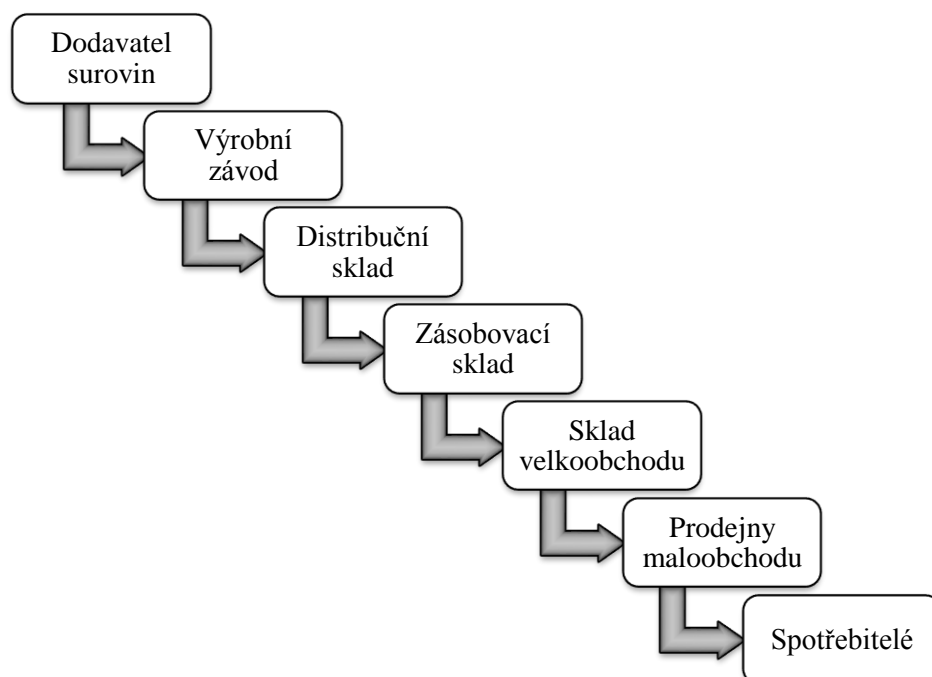 Dodavatel
surovin
Výrobní
závod
Distribuční
sklad
Zásobovací
sklad
Sklad
velkoobchodu
Prodejny
maloobchodu
Spotřebitelé